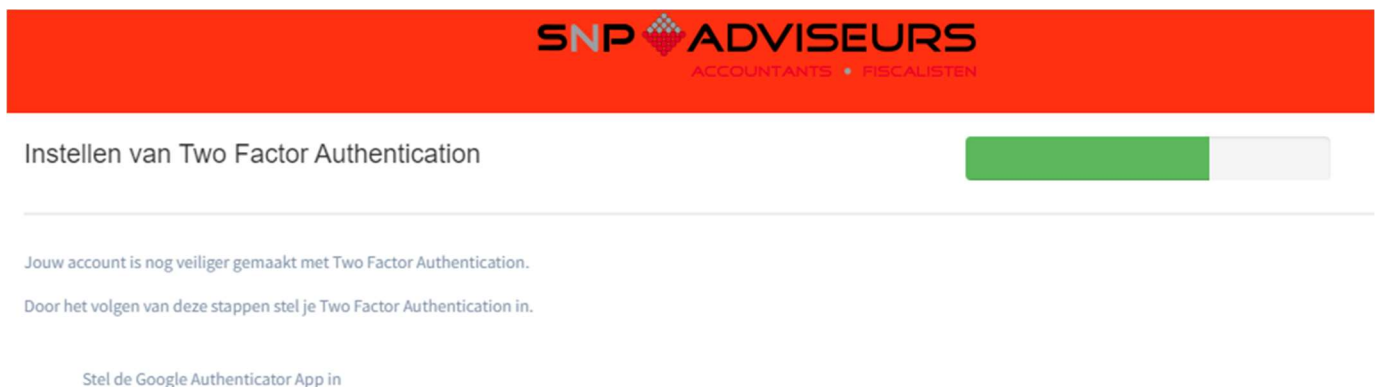 SNP ADVISEURS
ACCOUNTANTS • FISCALISTEN
Instellen van Two Factor Authentication
Jouw account is nog veiliger gemaakt met Two Factor Authentication.
Door het volgen van deze stappen stel je Two Factor Authentication in.
Stel de Google Authenticator App in